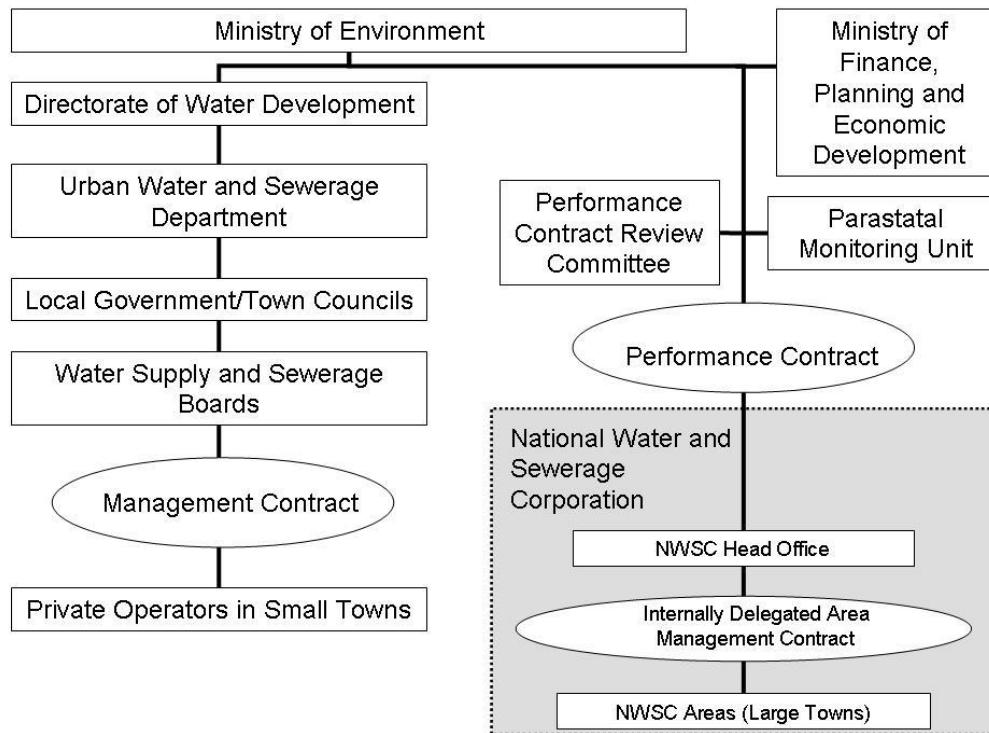 Ministry of Environment
Ministry of
Finance,
Planning and
Economic
Development
Directorate of Water Development
Urban Water and Sewerage
Department
Performance
Contract Review
Committee
Parastatal
Monitoring Unit
Local Government/Town Councils
Water Supply and Sewerage
Boards
Performance Contract
Management Contract
National Water and
Sewerage
Corporation
NWSC Head Office
Private Operators in Small Towns
Internally Delegated Area
Management Contract
NWSC Areas (Large Towns)